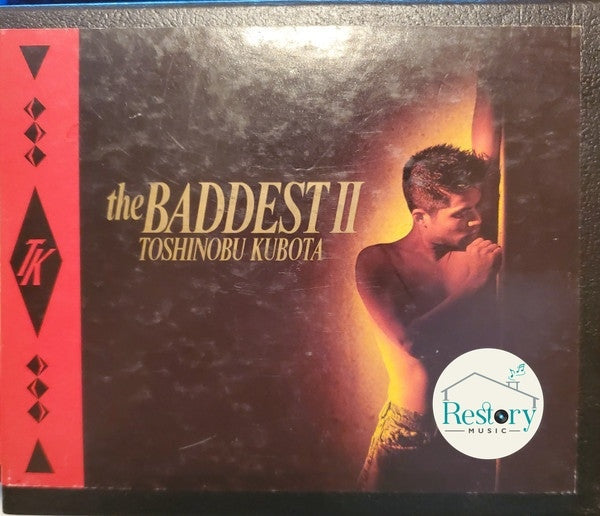 the BADDEST II
TOSHINOBU KUBOTA
TK
Restory
MUSIC